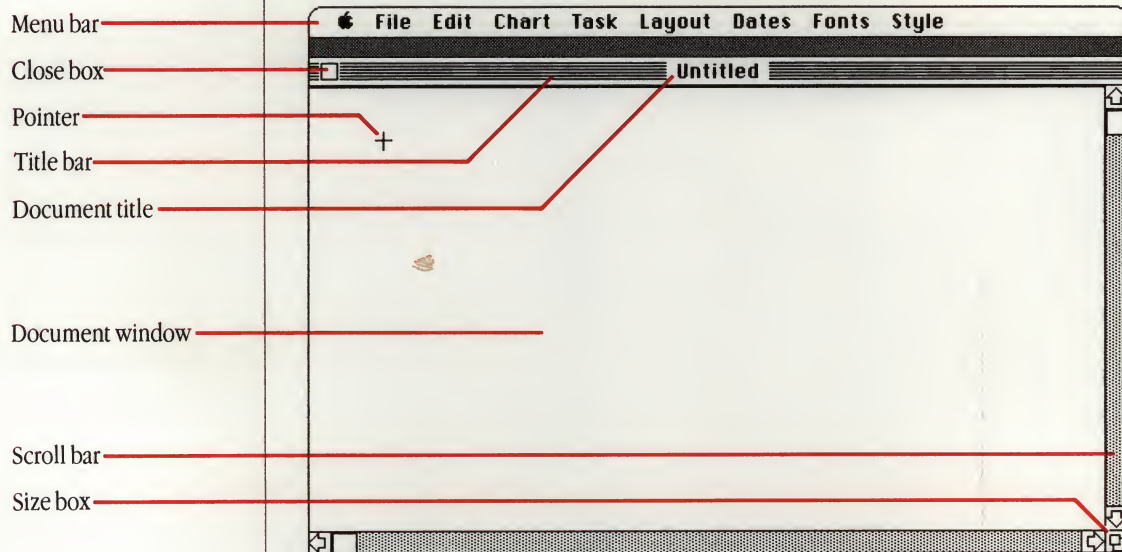 Menu bar
File Edit Chart Task Layout Dates Fonts Style
Close box
Untitled
Pointer
Title bar
Document title
Document window
Scroll bar
Size box